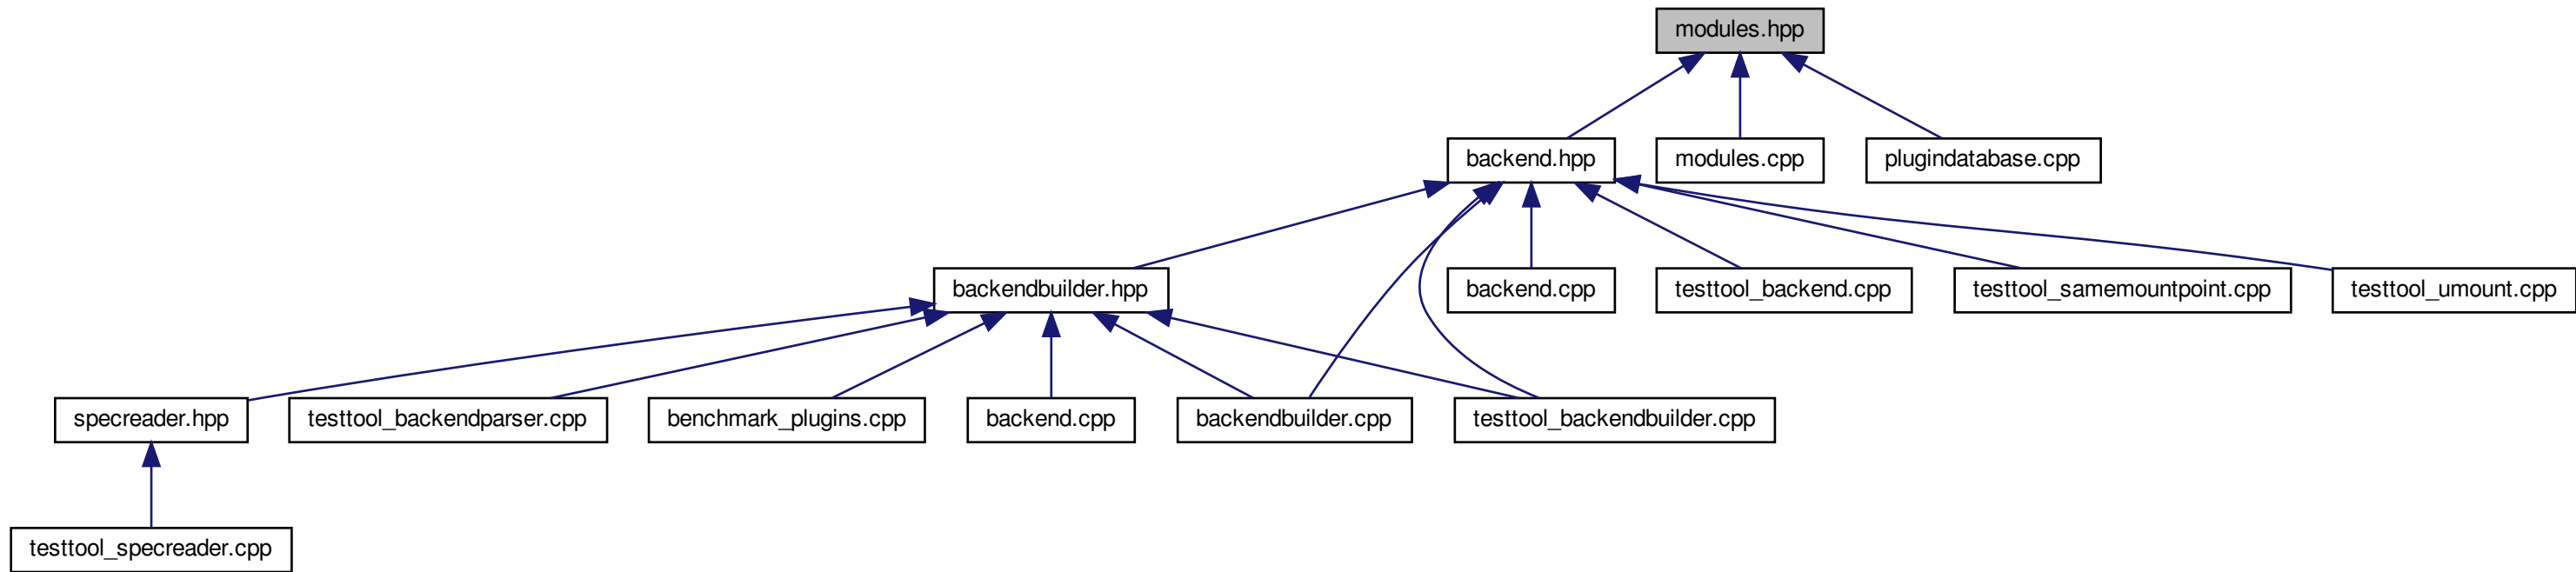 modules.hpp
backend.hpp
modules.cpp
plugindatabase.cpp
backendbuilder.hpp
backend.cpp
testtool_backend.cpp
testtool_samemountpoint.cpp
testtool_umount.cpp
specreader.hpp
testtool_backendparser.cpp
benchmark_plugins.cpp
backend.cpp
backendbuilder.cpp
testtool_backendbuilder.cpp
testtool_specreader.cpp